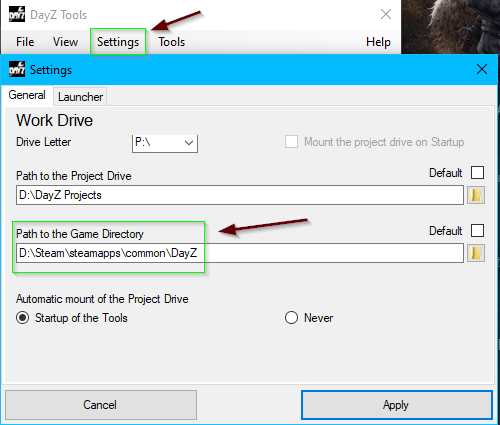 DAYZ DayZ Tools
File View Settings Tools Help
DAYZ Settings
General Launcher
Work Drive
Drive Letter P:\ Mount the project drive on Startup
Path to the Project Drive Default
D:\DayZ Projects
Path to the Game Directory Default
D:\Steam\steamapps\common\DayZ
Automatic mount of the Project Drive
Startup of the Tools Never
Cancel Apply